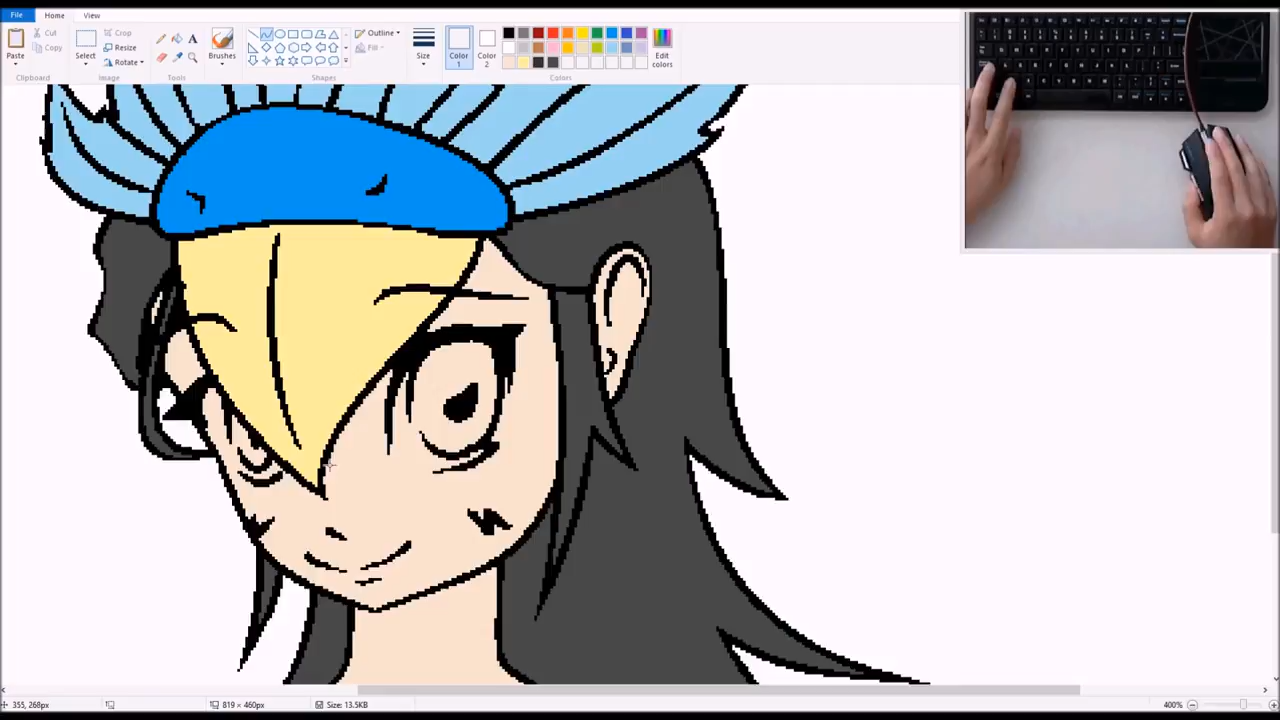 File Home View
Paste
Cut
Copy
Clipboard
Select
Crop
Resize
Rotate
Image
A
Tools
Brushes
Outline
Fill
Shapes
Size
Color 1
Color 2
Edit colors
Colors
355, 268px
819 × 460px
Size: 13.5KB
400%